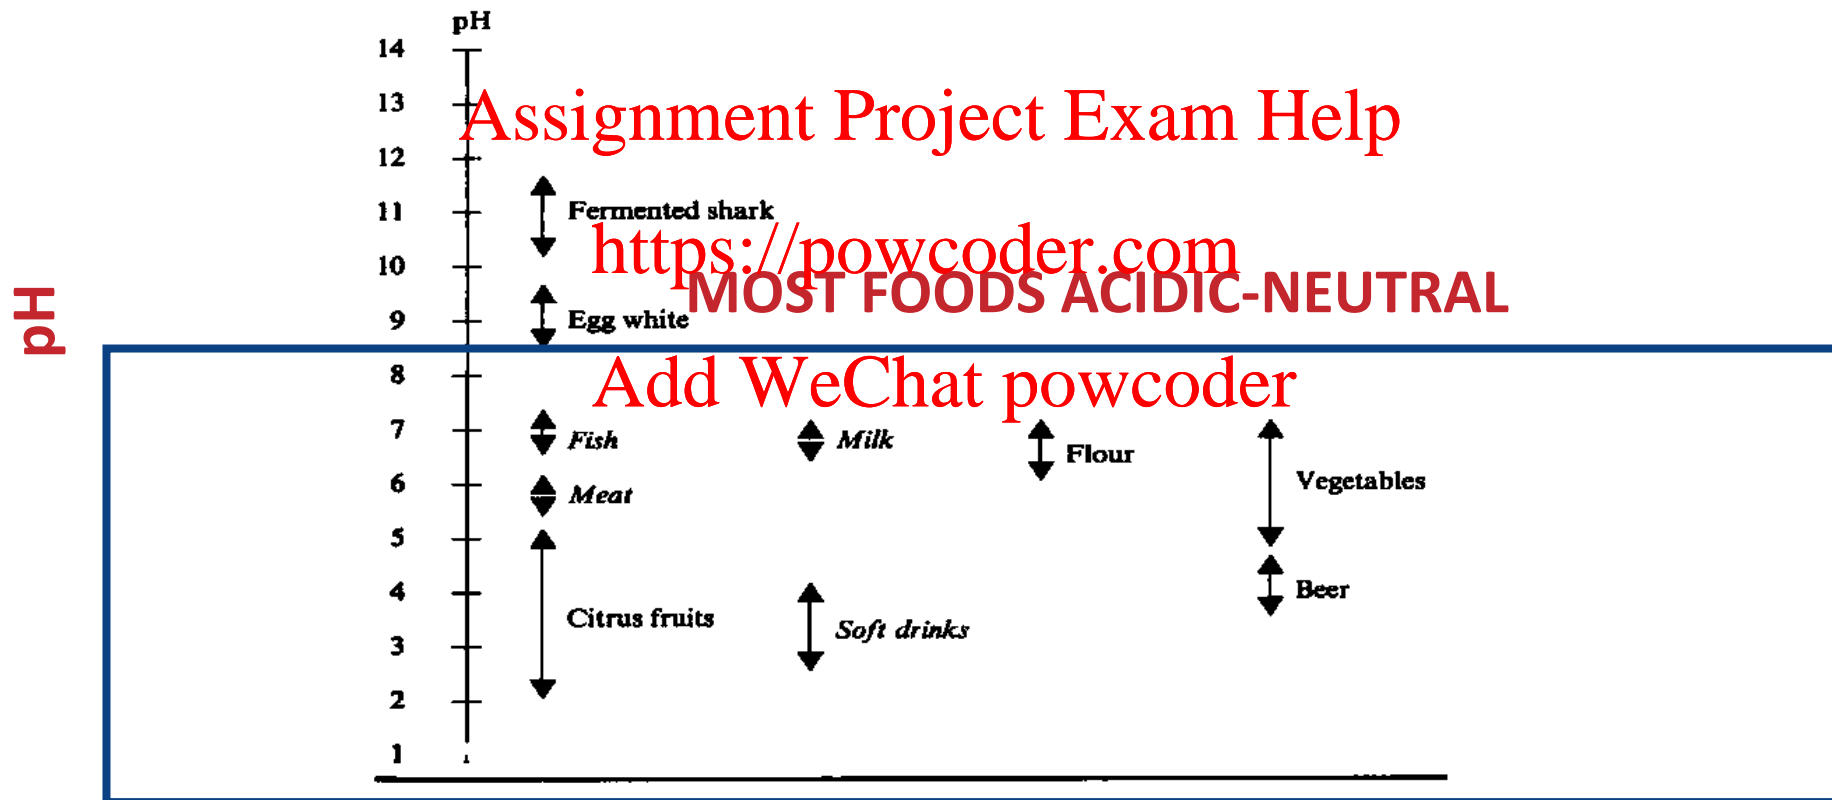 pH
14
13
Assignment Project Exam Help
12
11
Fermented shark
https://powcoder.com
10
MOST FOODS ACIDIC-NEUTRAL
pH
9
Egg white
8
Add WeChat powcoder
7
Fish
Milk
Flour
6
Meat
Vegetables
5
4
Beer
Citrus fruits
Soft drinks
3
2
1